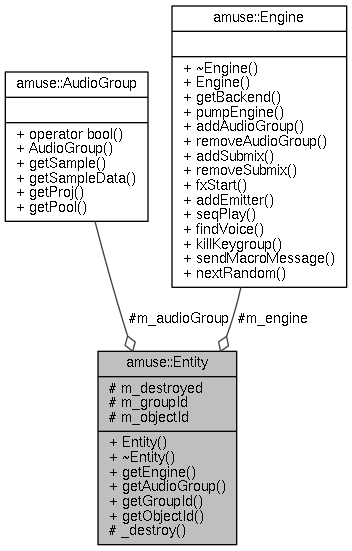 amuse::Engine
+ ~Engine()
+ Engine()
+ getBackend()
+ pumpEngine()
+ addAudioGroup()
+ removeAudioGroup()
+ addSubmix()
+ removeSubmix()
+ fxStart()
+ addEmitter()
+ seqPlay()
+ findVoice()
+ killKeygroup()
+ sendMacroMessage()
+ nextRandom()
amuse::AudioGroup
+ operator bool()
+ AudioGroup()
+ getSample()
+ getSampleData()
+ getProj()
+ getPool()
#m_audioGroup
#m_engine
amuse::Entity
# m_destroyed
# m_groupId
# m_objectId
+ Entity()
+ ~Entity()
+ getEngine()
+ getAudioGroup()
+ getGroupId()
+ getObjectId()
# _destroy()